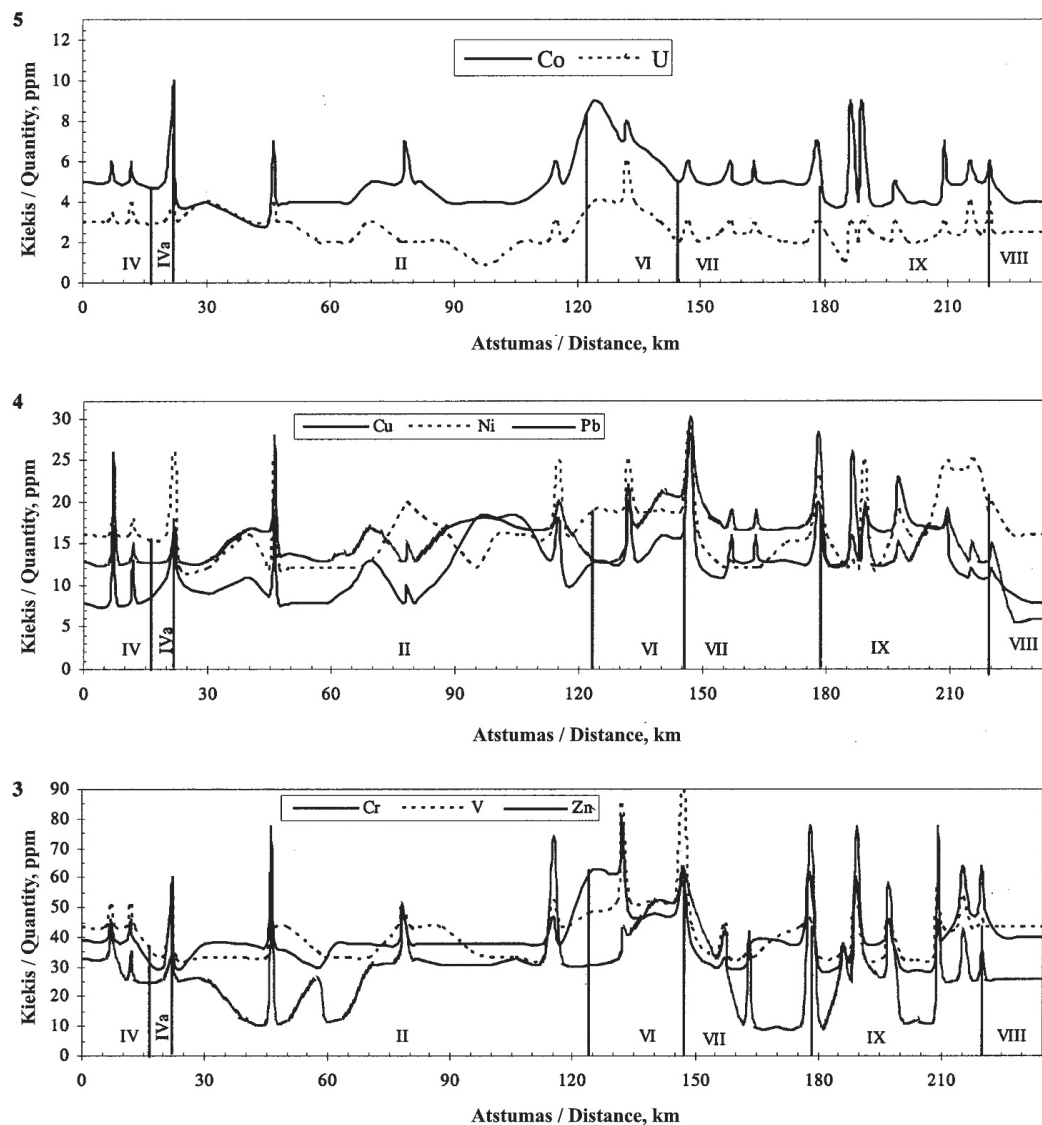 5
Kiekis / Quantity, ppm
12
10
8
6
4
2
0
Co U
IV IVa II VI VII IX VIII
0 30 60 90 120 150 180 210
Atstumas / Distance, km
4
Kiekis / Quantity, ppm
30
25
20
15
10
5
0
Cu Ni Pb
IV IVa II VI VII IX VIII
0 30 60 90 120 150 180 210
Atstumas / Distance, km
3
Kiekis / Quantity, ppm
90
80
70
60
50
40
30
20
10
0
Cr V Zn
IV IVa II VI VII IX VIII
0 30 60 90 120 150 180 210
Atstumas / Distance, km